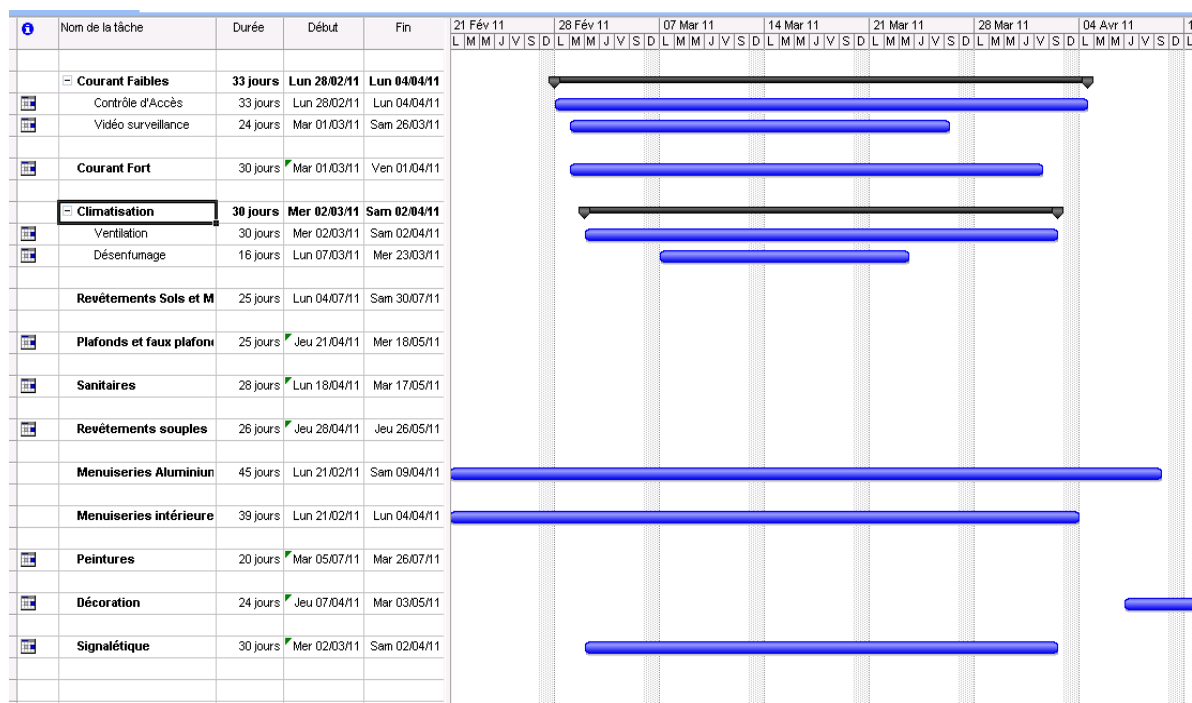 Nom de la tâche Durée Début Fin 21 Fév 11 28 Fév 11 07 Mar 11 14 Mar 11 21 Mar 11 28 Mar 11 04 Avr 11 1
L M M J V S D L M M J V S D L M M J V S D L M M J V S D L M M J V S D L M M J V S D L M M J V S D L
Courant Faibles 33 jours Lun 28/02/11 Lun 04/04/11
Contrôle d'Accès 33 jours Lun 28/02/11 Lun 04/04/11
Vidéo surveillance 24 jours Mar 01/03/11 Sam 26/03/11
Courant Fort 30 jours Mar 01/03/11 Ven 01/04/11
Climatisation 30 jours Mer 02/03/11 Sam 02/04/11
Ventilation 30 jours Mer 02/03/11 Sam 02/04/11
Désenfumage 16 jours Lun 07/03/11 Mer 23/03/11
Revêtements Sols et M 25 jours Lun 04/07/11 Sam 30/07/11
Plafonds et faux plafon 25 jours Jeu 21/04/11 Mer 18/05/11
Sanitaires 28 jours Lun 18/04/11 Mar 17/05/11
Revêtements souples 26 jours Jeu 28/04/11 Jeu 26/05/11
Menuiseries Aluminiun 45 jours Lun 21/02/11 Sam 09/04/11
Menuiseries intérieure 39 jours Lun 21/02/11 Lun 04/04/11
Peintures 20 jours Mar 05/07/11 Mar 26/07/11
Décoration 24 jours Jeu 07/04/11 Mar 03/05/11
Signalétique 30 jours Mer 02/03/11 Sam 02/04/11